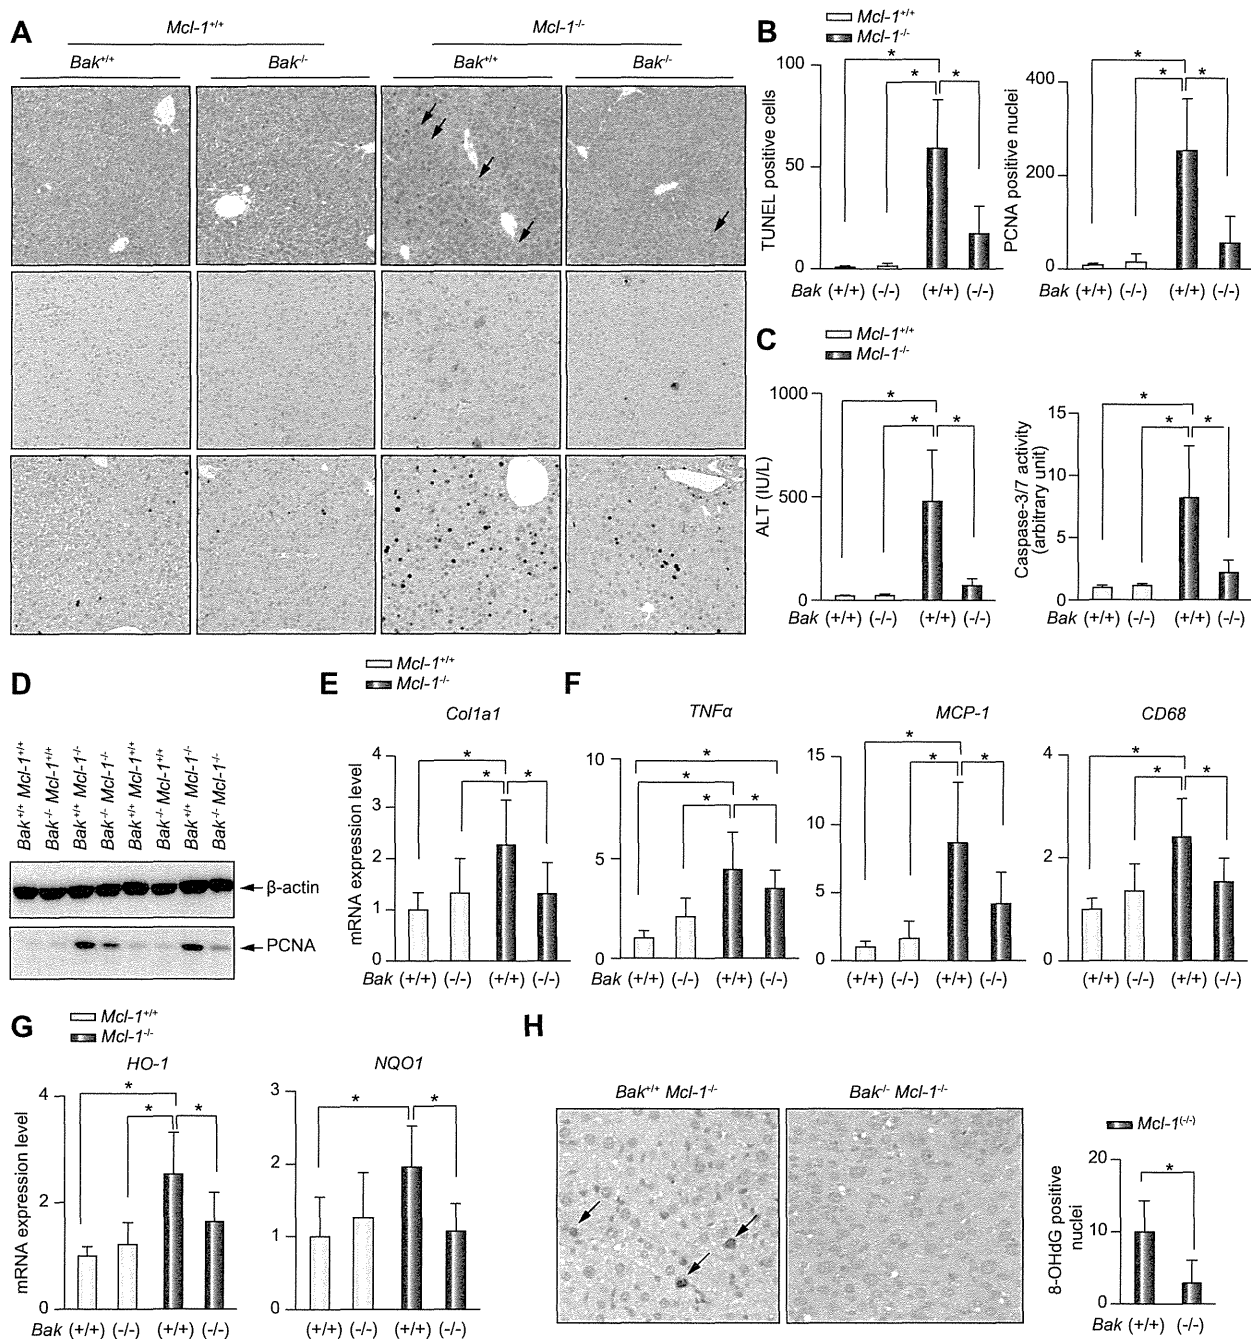 A
Mcl-1+/+ Mcl-1-/-
Bak+/+ Bak-/- Bak+/+ Bak-/-
B
Mcl-1+/+
Mcl-1-/-
TUNEL positive cells
100
50
0
* * *
Bak (+/+) (-/-) (+/+) (-/-)
PCNA positive nuclei
400
200
0
* * *
(+/+) (-/-) (+/+) (-/-)
C
Mcl-1+/+
Mcl-1-/-
ALT (IU/L)
1000
500
0
* * *
Bak (+/+) (-/-) (+/+) (-/-)
Caspase-3/7 activity
(arbitrary unit)
15
10
5
0
* * *
(+/+) (-/-) (+/+) (-/-)
D
Bak+/+ Mcl-1+/+
Bak-/- Mcl-1+/+
Bak+/+ Mcl-1-/-
Bak-/- Mcl-1-/-
Bak+/+ Mcl-1+/+
Bak-/- Mcl-1+/+
Bak+/+ Mcl-1-/-
Bak-/- Mcl-1-/-
β-actin
PCNA
E
Mcl-1+/+
Mcl-1-/-
Col1a1
mRNA expression level
4
3
2
1
0
* * *
Bak (+/+) (-/-) (+/+) (-/-)
F
TNFα
10
5
0
* * * *
Bak (+/+) (-/-) (+/+) (-/-)
MCP-1
15
10
5
0
* * *
(+/+) (-/-) (+/+) (-/-)
CD68
4
2
0
* * *
(+/+) (-/-) (+/+) (-/-)
G
Mcl-1+/+
Mcl-1-/-
HO-1
mRNA expression level
4
2
0
* * *
Bak (+/+) (-/-) (+/+) (-/-)
NQO1
3
2
1
0
* *
(+/+) (-/-) (+/+) (-/-)
H
Bak+/+ Mcl-1-/- Bak-/- Mcl-1-/-
Mcl-1(-/-)
8-OHdG positive
nuclei
20
10
0
*
Bak (+/+) (-/-)